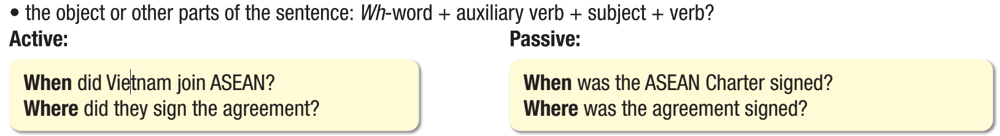 • the object or other parts of the sentence: Wh-word + auxiliary verb + subject + verb?
Active:
When did Vietnam join ASEAN?
Where did they sign the agreement?
Passive:
When was the ASEAN Charter signed?
Where was the agreement signed?